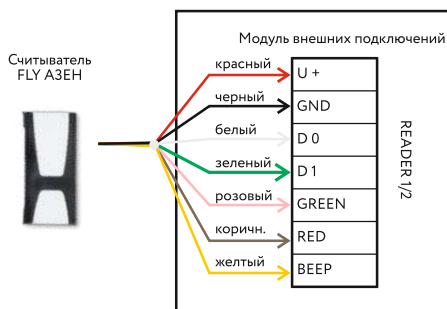 Модуль внешних подключений
Считыватель
FLY A3EH
красный
U +
черный
GND
белый
D 0
зеленый
D 1
розовый
GREEN
коричн.
RED
желтый
BEEP
READER 1/2